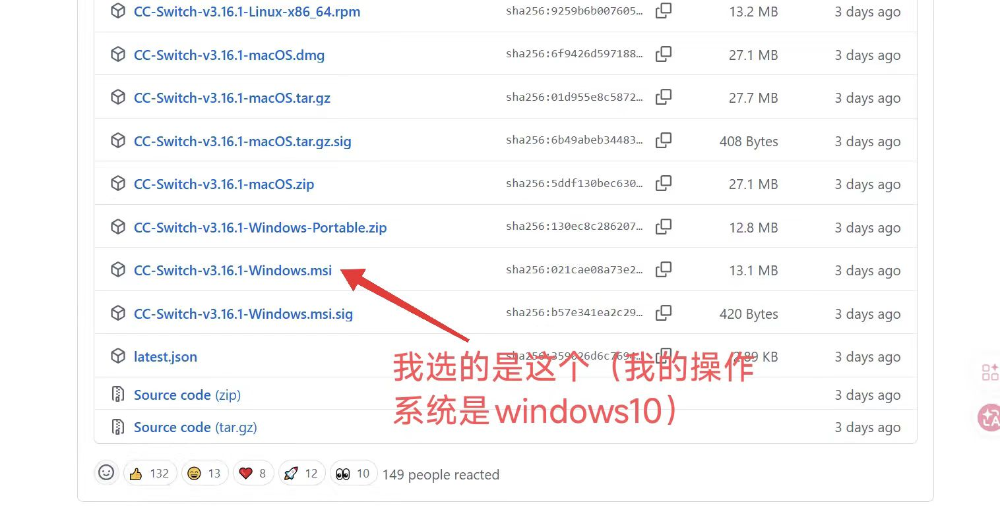 CC-Switch-v3.16.1-Linux-x86_64.rpm sha256:9259b6b007605… 13.2 MB 3 days ago
CC-Switch-v3.16.1-macOS.dmg sha256:6f9426d597188… 27.1 MB 3 days ago
CC-Switch-v3.16.1-macOS.tar.gz sha256:01d955e8c5872… 27.7 MB 3 days ago
CC-Switch-v3.16.1-macOS.tar.gz.sig sha256:6b49abeb34483… 408 Bytes 3 days ago
CC-Switch-v3.16.1-macOS.zip sha256:5ddf130bec630… 27.1 MB 3 days ago
CC-Switch-v3.16.1-Windows-Portable.zip sha256:130ec8c286207… 12.8 MB 3 days ago
CC-Switch-v3.16.1-Windows.msi sha256:021cae08a73e2… 13.1 MB 3 days ago
CC-Switch-v3.16.1-Windows.msi.sig sha256:b57e341ea2c29… 420 Bytes 3 days ago
latest.json 2.89 KB 3 days ago
我选的是这个（我的操作
系统是windows10）
Source code (zip) 3 days ago
Source code (tar.gz) 3 days ago
132 13 8 12 10 149 people reacted